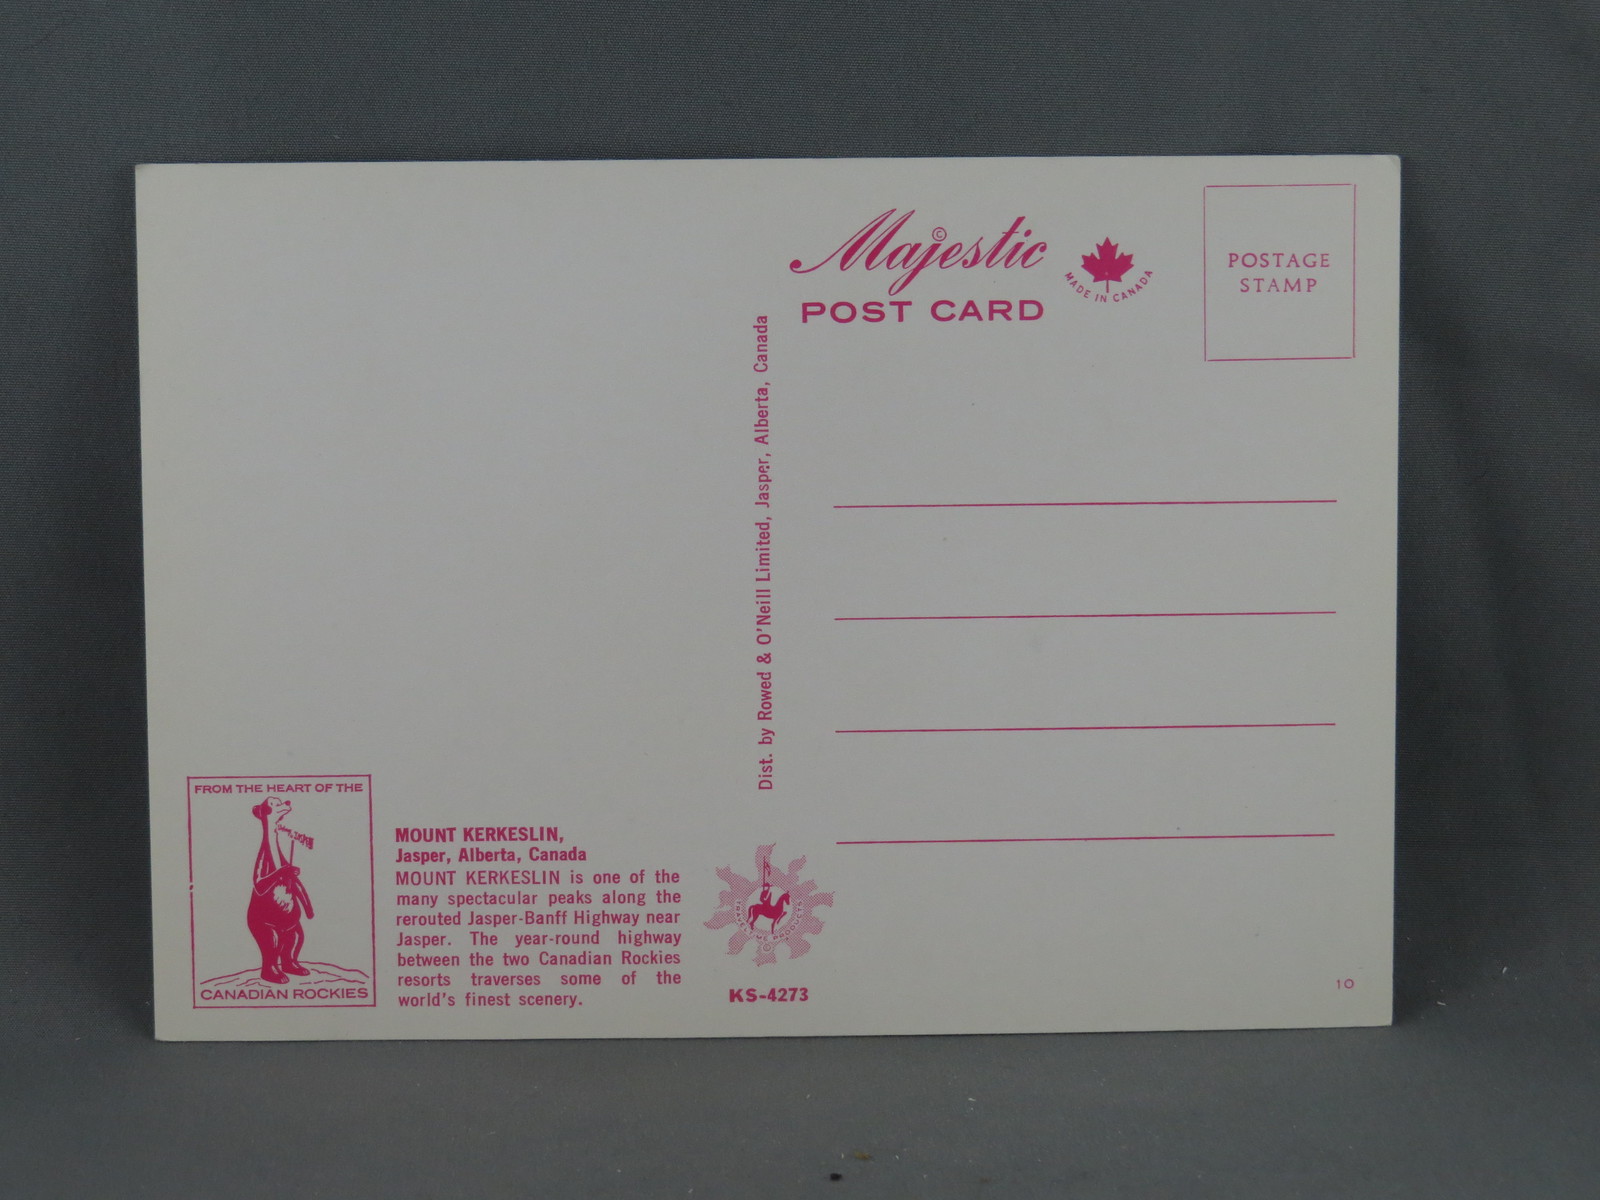 Majestic
©
POST CARD
MADE IN CANADA
POSTAGE
STAMP
Dist. by Rowed & O'Neill Limited, Jasper, Alberta, Canada
FROM THE HEART OF THE
CANADIAN ROCKIES
MOUNT KERKESLIN,
Jasper, Alberta, Canada
MOUNT KERKESLIN is one of the
many spectacular peaks along the
rerouted Jasper-Banff Highway near
Jasper. The year-round highway
between the two Canadian Rockies
resorts traverses some of the
world's finest scenery.
TRAVELTIME PRODUCTS
©
KS-4273
10